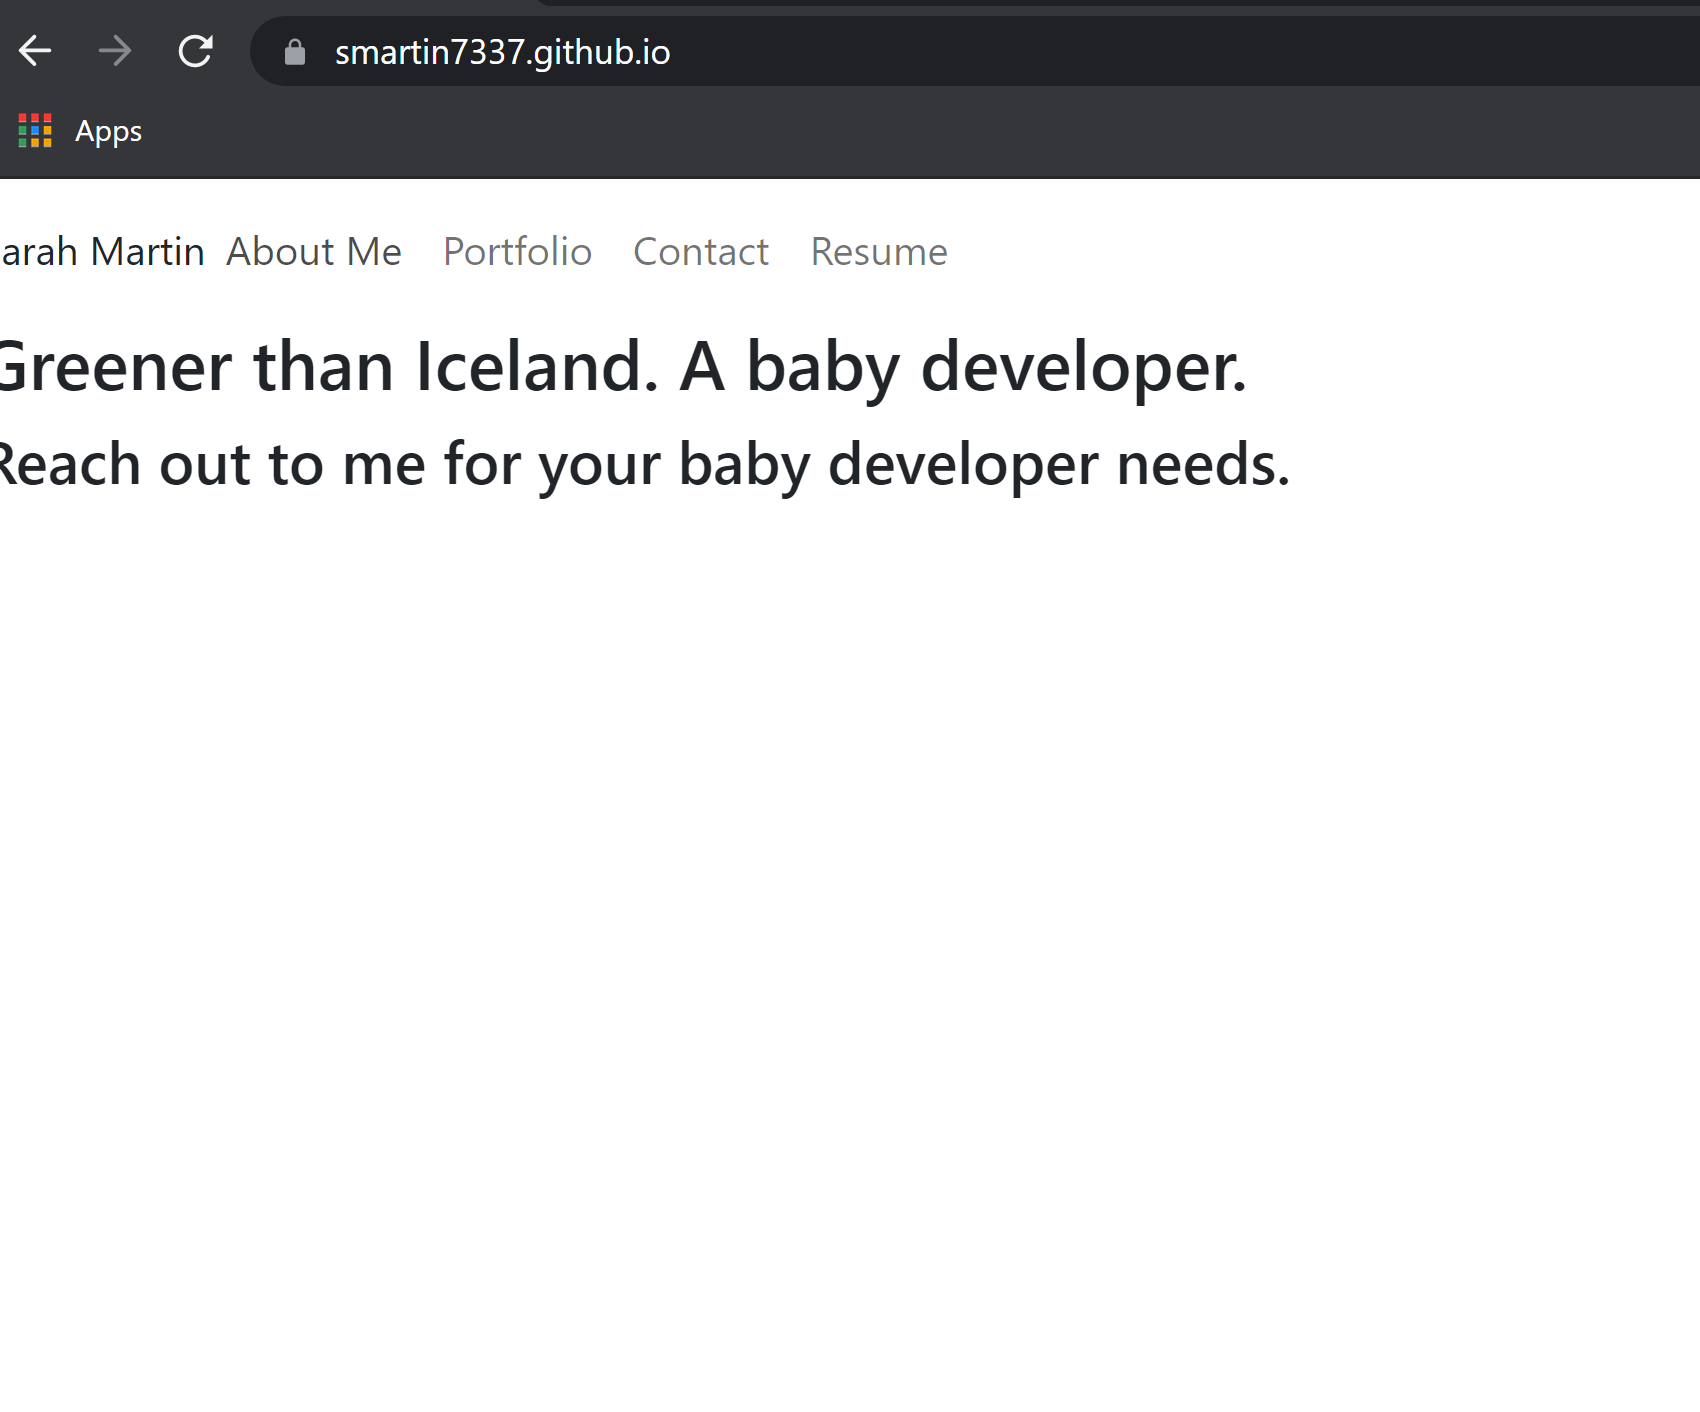 smartin7337.github.io
Apps
arah Martin About Me Portfolio Contact Resume
Greener than Iceland. A baby developer.
Reach out to me for your baby developer needs.